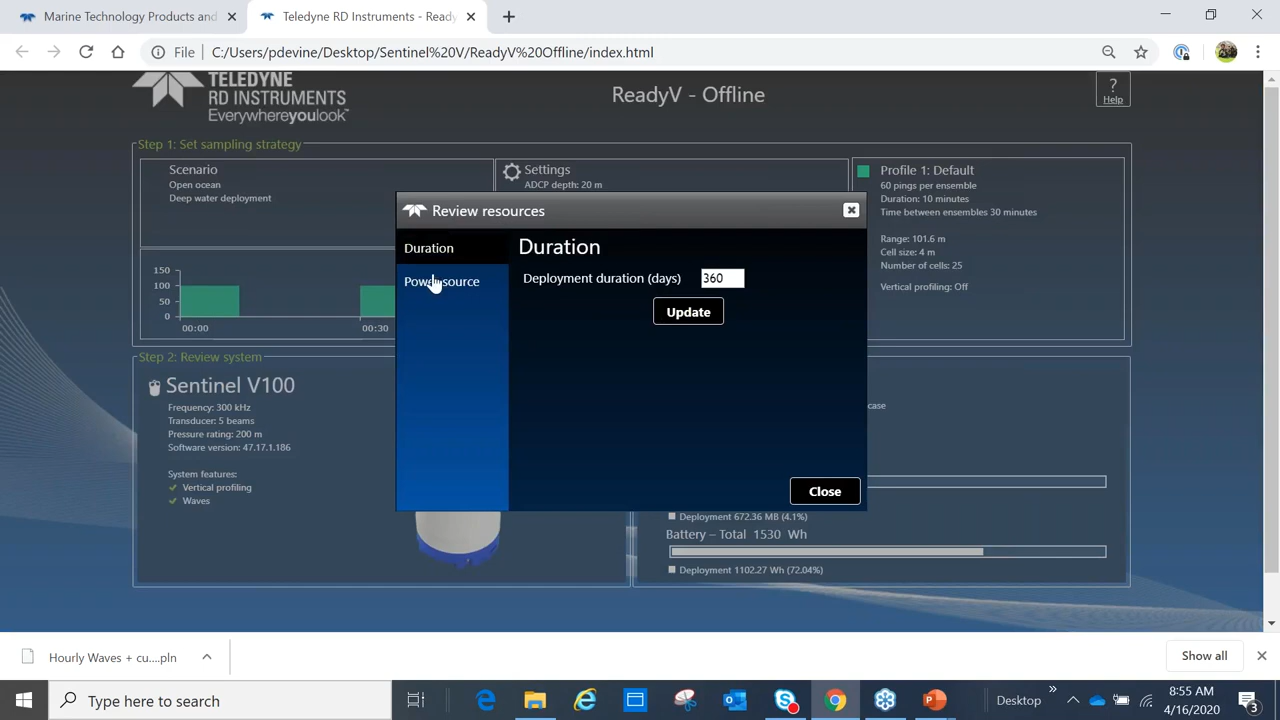 Marine Technology Products and
Teledyne RD Instruments - Ready
File
C:/Users/pdevine/Desktop/Sentinel%20V/ReadyV%20Offline/index.html
TELEDYNE
RD INSTRUMENTS
Everywhereyoulook™
ReadyV - Offline
?
Help
Step 1: Set sampling strategy
Scenario
Open ocean
Deep water deployment
Settings
ADCP depth: 20 m
Profile 1: Default
60 pings per ensemble
Duration: 10 minutes
Time between ensembles 30 minutes
Range: 101.6 m
Cell size: 4 m
Number of cells: 25
Vertical profiling: Off
150
100
50
0
00:00
00:30
Review resources
Duration
Power source
Duration
Deployment duration (days) 360
Update
Close
Step 2: Review system
Sentinel V100
Frequency: 300 kHz
Transducer: 5 beams
Pressure rating: 200 m
Software version: 47.17.1.186
System features:
Vertical profiling
Waves
case
Deployment 672.36 MB (4.1%)
Battery – Total 1530 Wh
Deployment 1102.27 Wh (72.04%)
Hourly Waves + cu....pln
Show all
Type here to search
Desktop
8:55 AM
4/16/2020
3